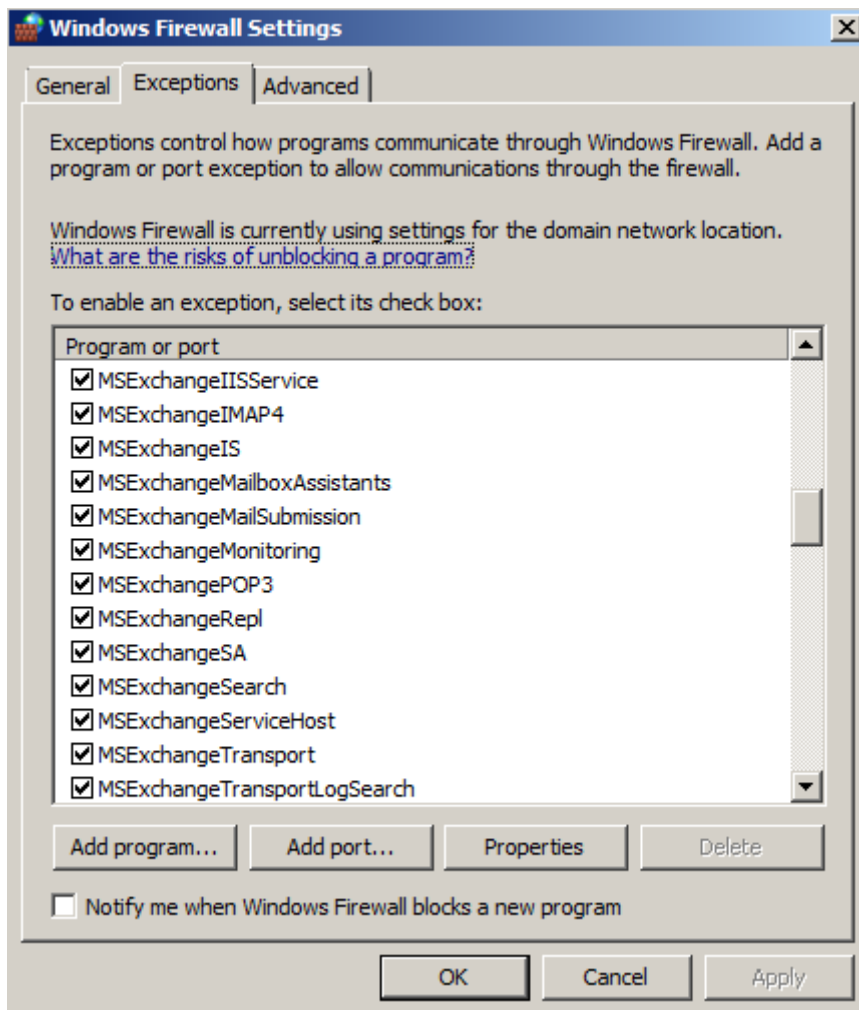 Windows Firewall Settings
General Exceptions Advanced
Exceptions control how programs communicate through Windows Firewall. Add a
program or port exception to allow communications through the firewall.
Windows Firewall is currently using settings for the domain network location.
What are the risks of unblocking a program?
To enable an exception, select its check box:
Program or port
MSExchangeIISService
MSExchangeIMAP4
MSExchangeIS
MSExchangeMailboxAssistants
MSExchangeMailSubmission
MSExchangeMonitoring
MSExchangePOP3
MSExchangeRepl
MSExchangeSA
MSExchangeSearch
MSExchangeServiceHost
MSExchangeTransport
MSExchangeTransportLogSearch
Add program... Add port... Properties Delete
Notify me when Windows Firewall blocks a new program
OK Cancel Apply